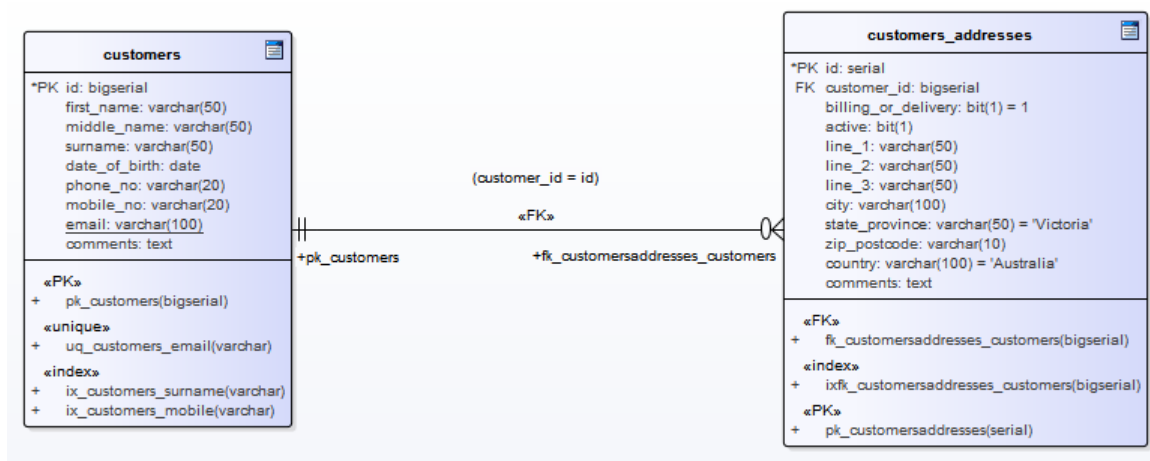 customers
*PK id: bigserial
first_name: varchar(50)
middle_name: varchar(50)
surname: varchar(50)
date_of_birth: date
phone_no: varchar(20)
mobile_no: varchar(20)
email: varchar(100)
comments: text
«PK»
+ pk_customers(bigserial)
«unique»
+ uq_customers_email(varchar)
«index»
+ ix_customers_surname(varchar)
+ ix_customers_mobile(varchar)
(customer_id = id)
«FK»
+pk_customers
+fk_customersaddresses_customers
customers_addresses
*PK id: serial
FK customer_id: bigserial
billing_or_delivery: bit(1) = 1
active: bit(1)
line_1: varchar(50)
line_2: varchar(50)
line_3: varchar(50)
city: varchar(100)
state_province: varchar(50) = 'Victoria'
zip_postcode: varchar(10)
country: varchar(100) = 'Australia'
comments: text
«FK»
+ fk_customersaddresses_customers(bigserial)
«index»
+ ixfk_customersaddresses_customers(bigserial)
«PK»
+ pk_customersaddresses(serial)